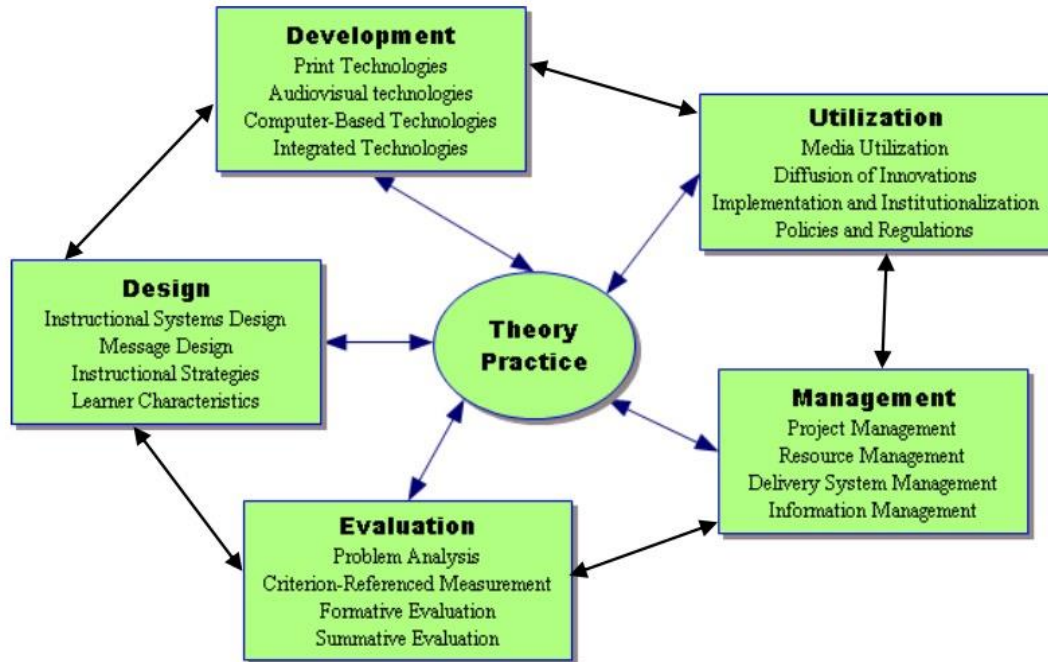 Development
Print Technologies
Audiovisual technologies
Computer-Based Technologies
Integrated Technologies
Utilization
Media Utilization
Diffusion of Innovations
Implementation and Institutionalization
Policies and Regulations
Design
Instructional Systems Design
Message Design
Instructional Strategies
Learner Characteristics
Theory
Practice
Management
Project Management
Resource Management
Delivery System Management
Information Management
Evaluation
Problem Analysis
Criterion-Referenced Measurement
Formative Evaluation
Summative Evaluation